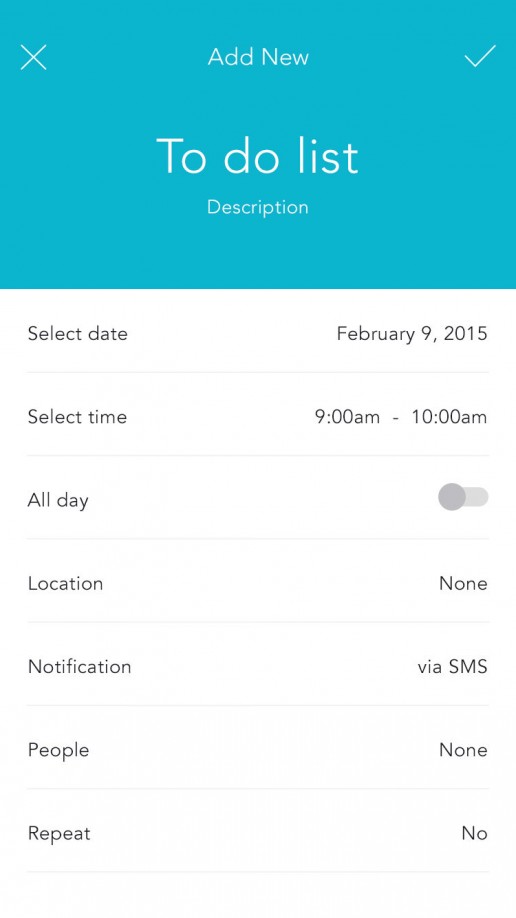 Add New
To do list
Description
Select date February 9, 2015
Select time 9:00am - 10:00am
All day
Location None
Notification via SMS
People None
Repeat No